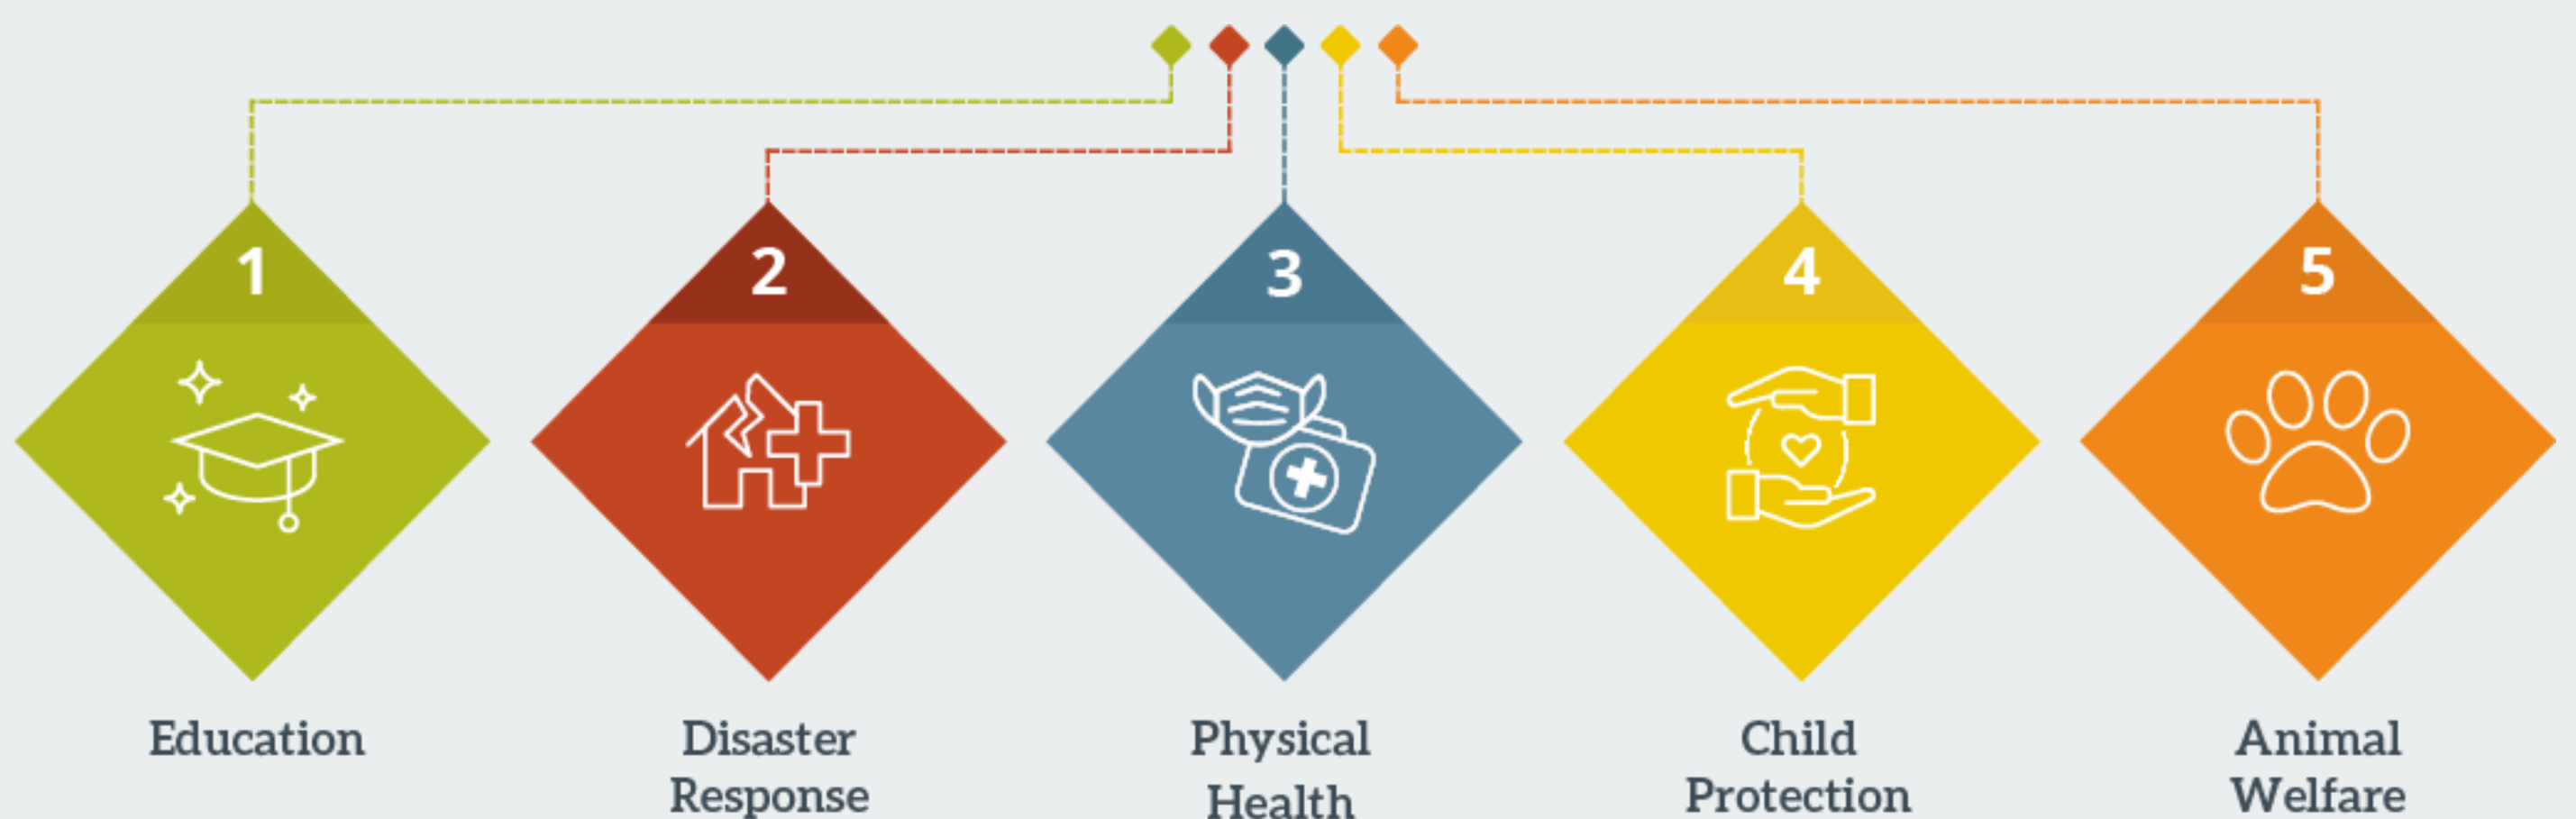 1
2
3
4
5
Education
Disaster
Response
Physical
Health
Child
Protection
Animal
Welfare